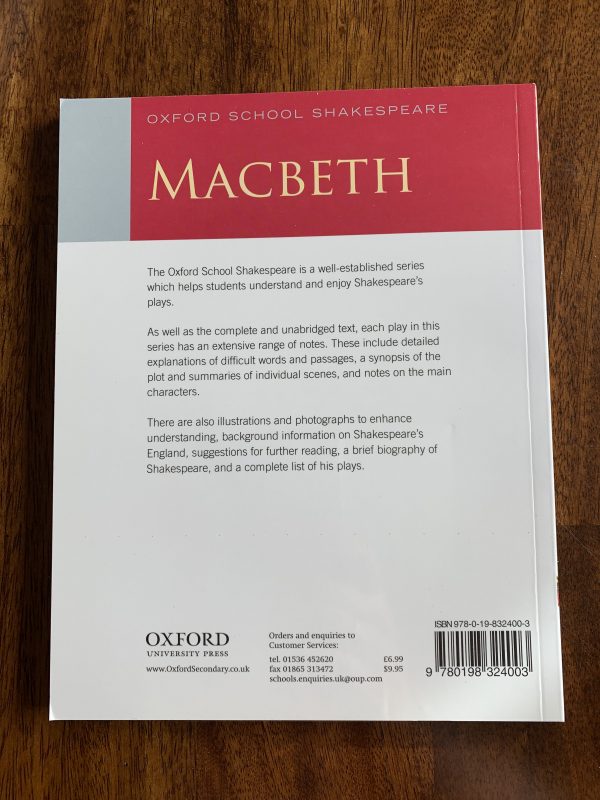 OXFORD SCHOOL SHAKESPEARE
MACBETH
The Oxford School Shakespeare is a well-established series
which helps students understand and enjoy Shakespeare's
plays.
As well as the complete and unabridged text, each play in this
series has an extensive range of notes. These include detailed
explanations of difficult words and passages, a synopsis of the
plot and summaries of individual scenes, and notes on the main
characters.
There are also illustrations and photographs to enhance
understanding, background information on Shakespeare's
England, suggestions for further reading, a brief biography of
Shakespeare, and a complete list of his plays.
OXFORD
UNIVERSITY PRESS
www.OxfordSecondary.co.uk
Orders and enquiries to
Customer Services:
tel. 01536 452620
fax 01865 313472
schools.enquiries.uk@oup.com
£6.99
$9.95
ISBN 978-0-19-832400-3
9 780198 324003